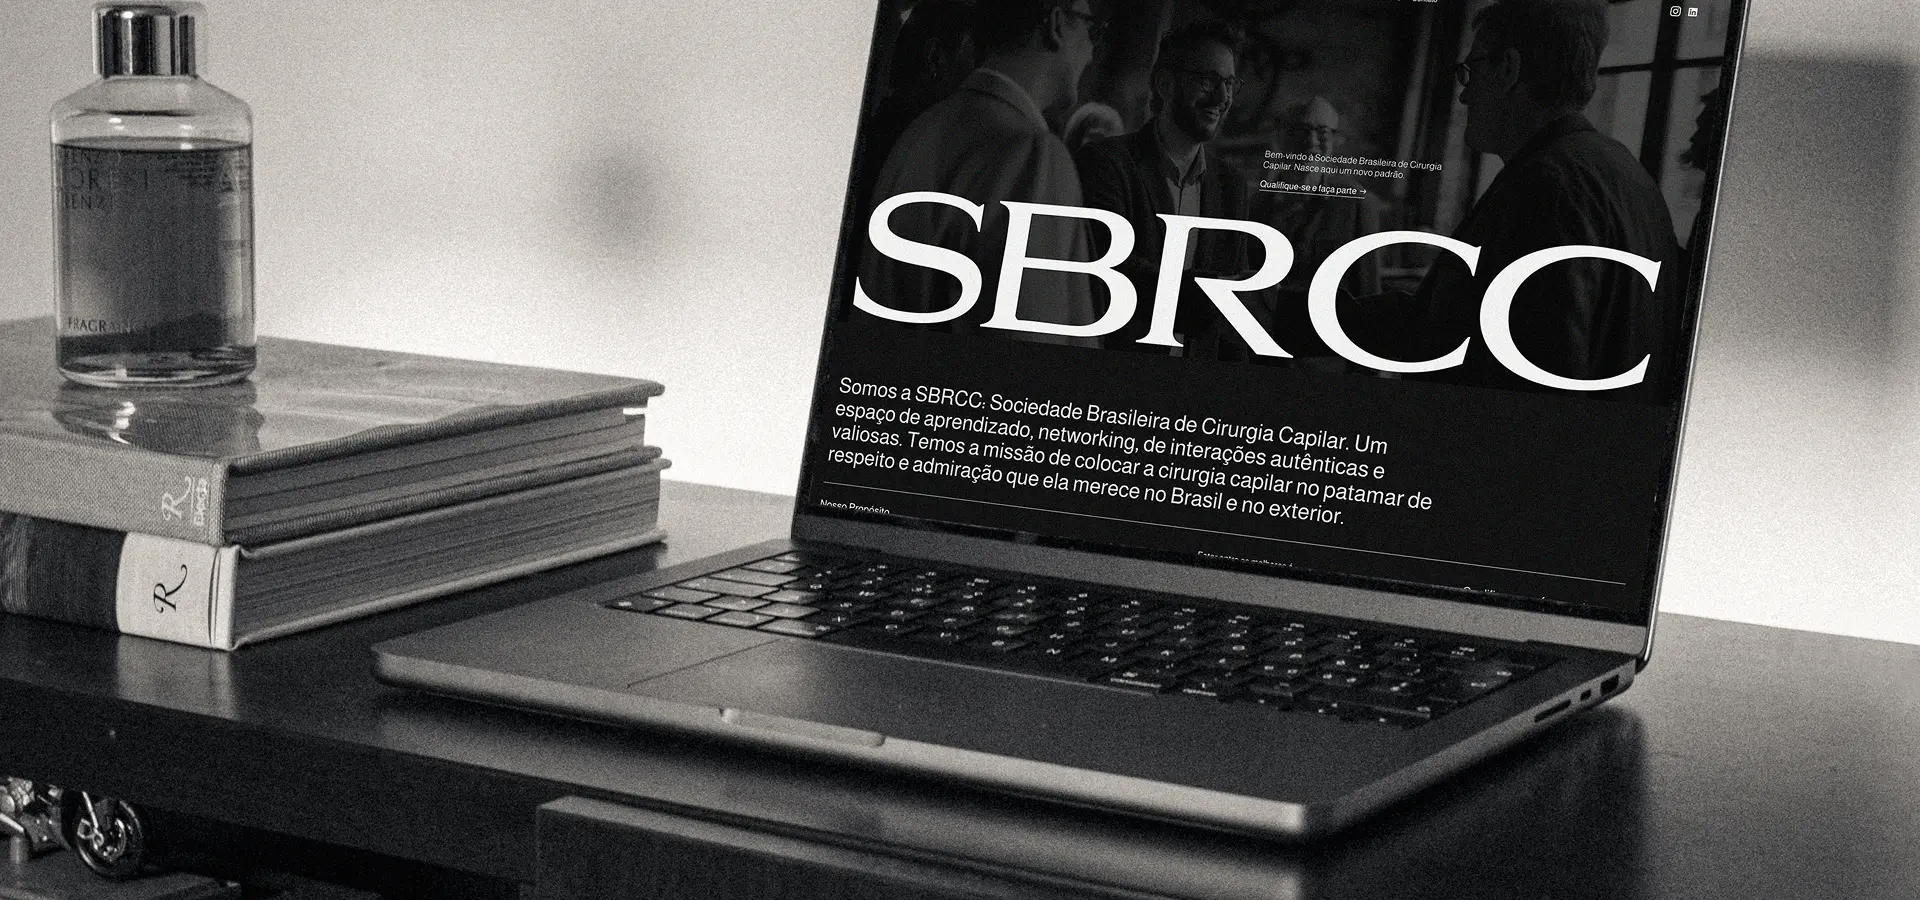 FRAGRANCE
R
R
Bem-vindo à Sociedade Brasileira de Cirurgia
Capilar. Nasce aqui um novo padrão.
Qualifique-se e faça parte →
SBRCC
Somos a SBRCC: Sociedade Brasileira de Cirurgia Capilar. Um
espaço de aprendizado, networking, de interações autênticas e
valiosas. Temos a missão de colocar a cirurgia capilar no patamar de
respeito e admiração que ela merece no Brasil e no exterior.
Nosso Propósito